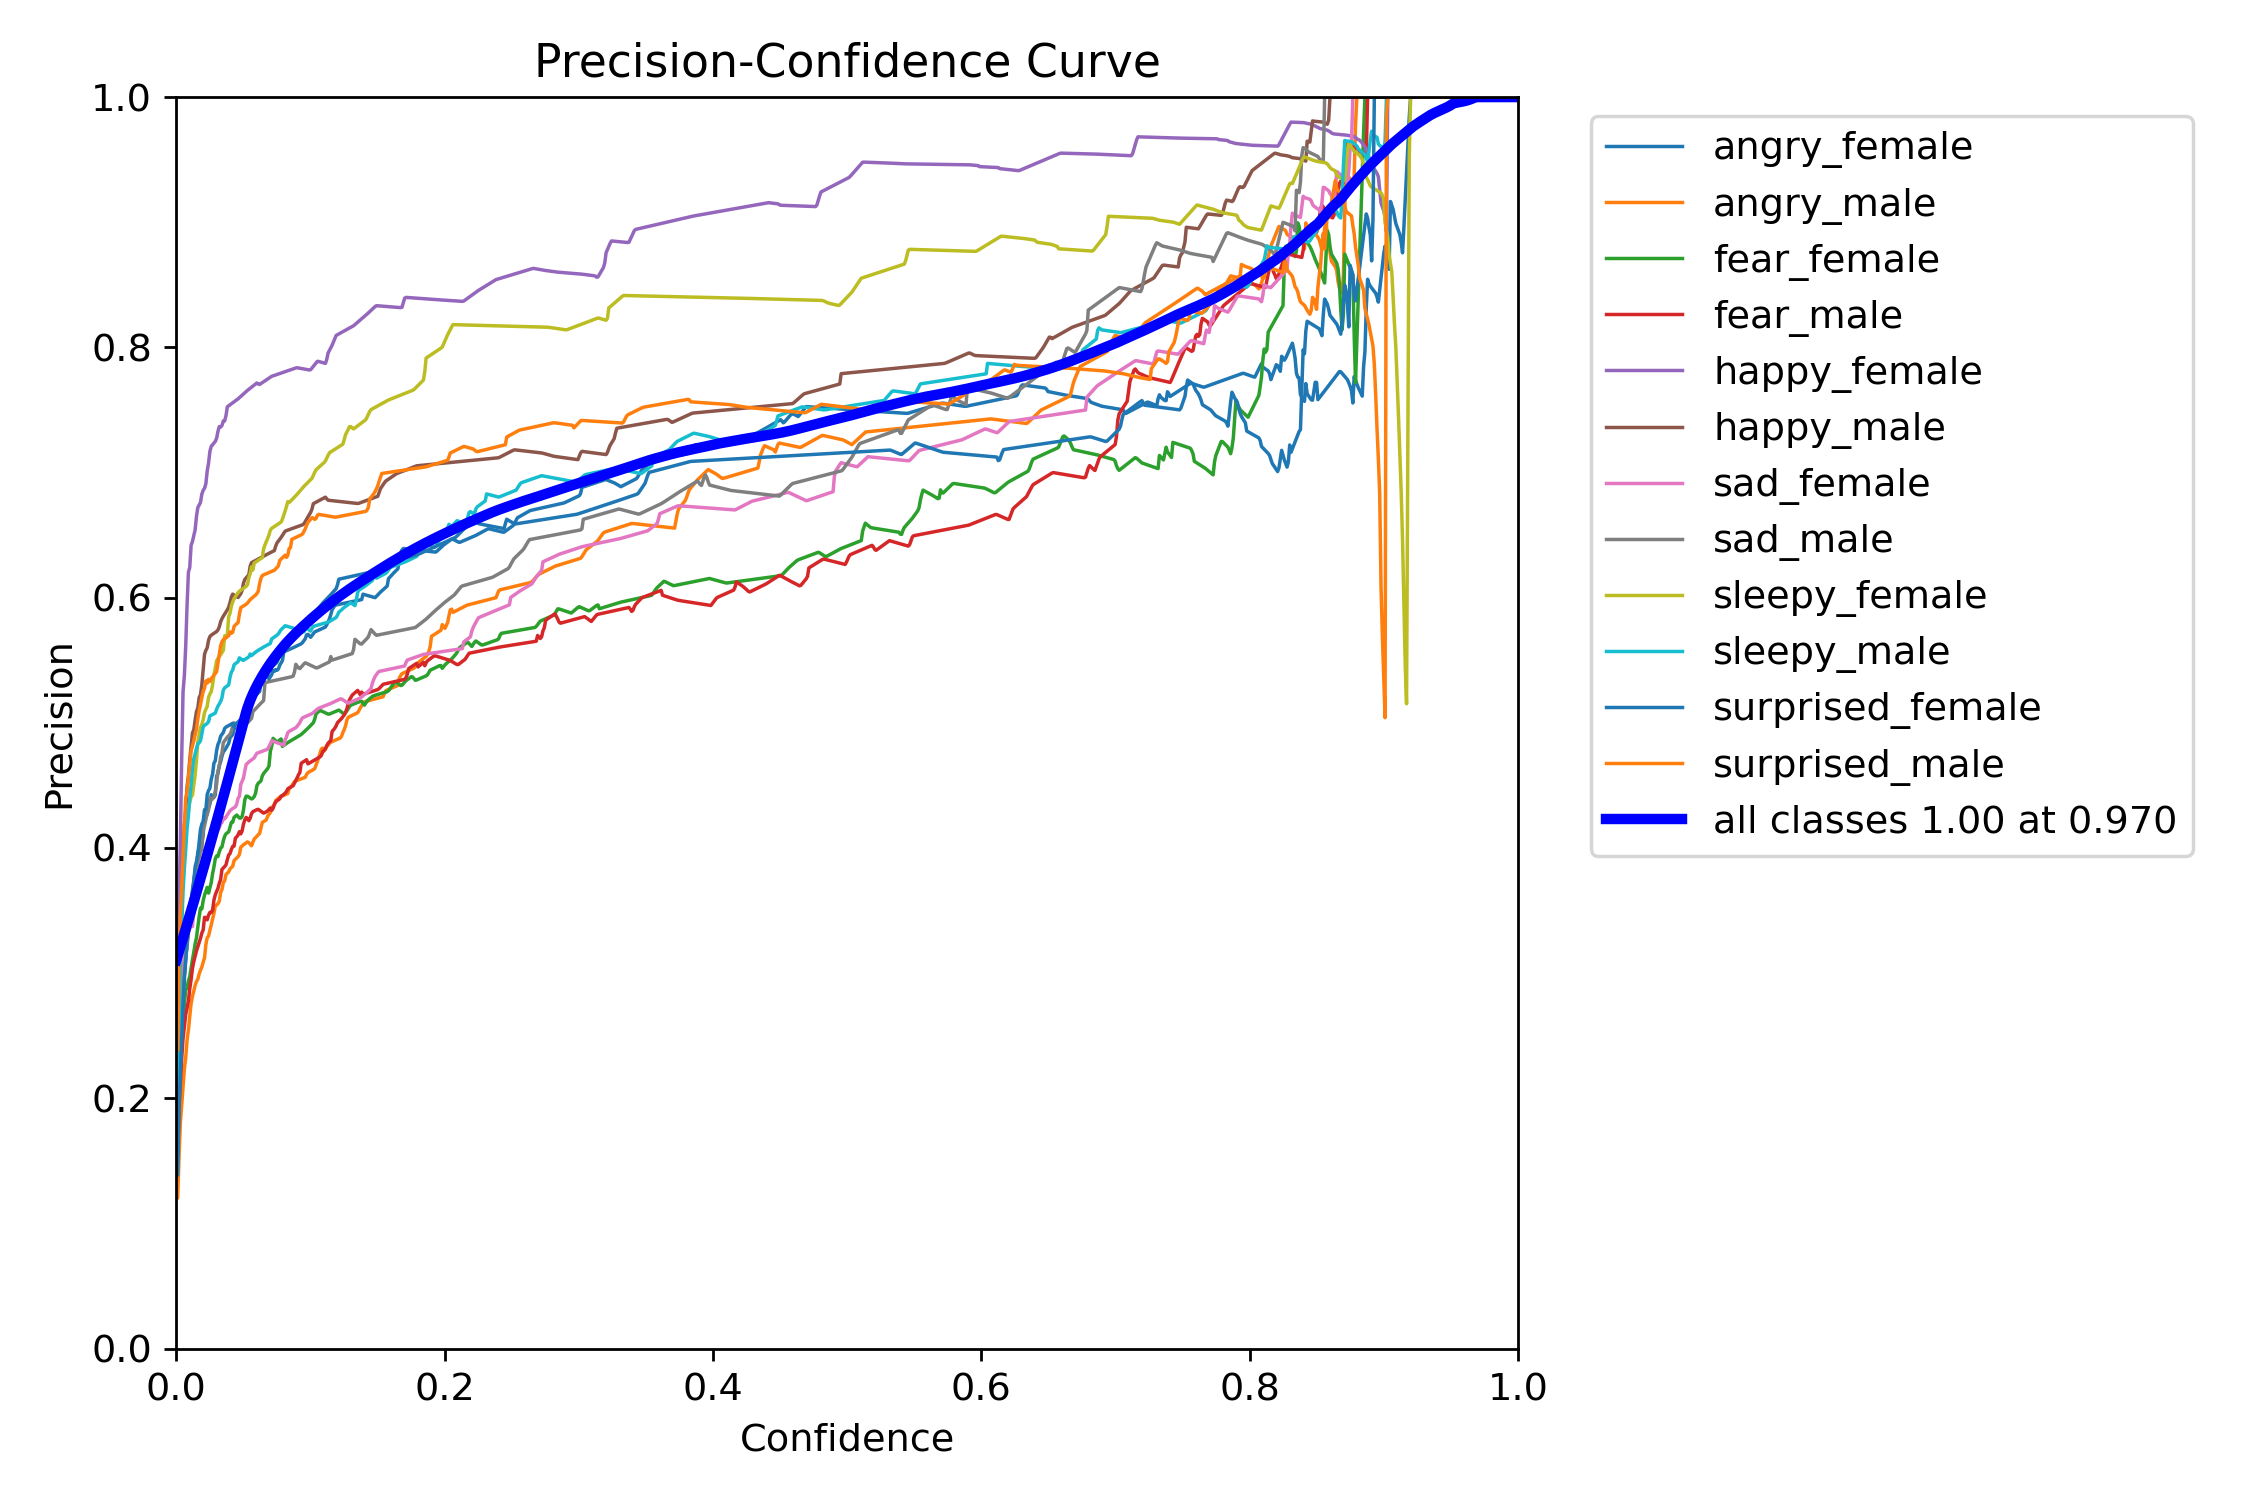 Precision-Confidence Curve
1.0
0.8
0.6
0.4
0.2
0.0
Precision
0.0 0.2 0.4 0.6 0.8 1.0
Confidence
angry_female
angry_male
fear_female
fear_male
happy_female
happy_male
sad_female
sad_male
sleepy_female
sleepy_male
surprised_female
surprised_male
all classes 1.00 at 0.970